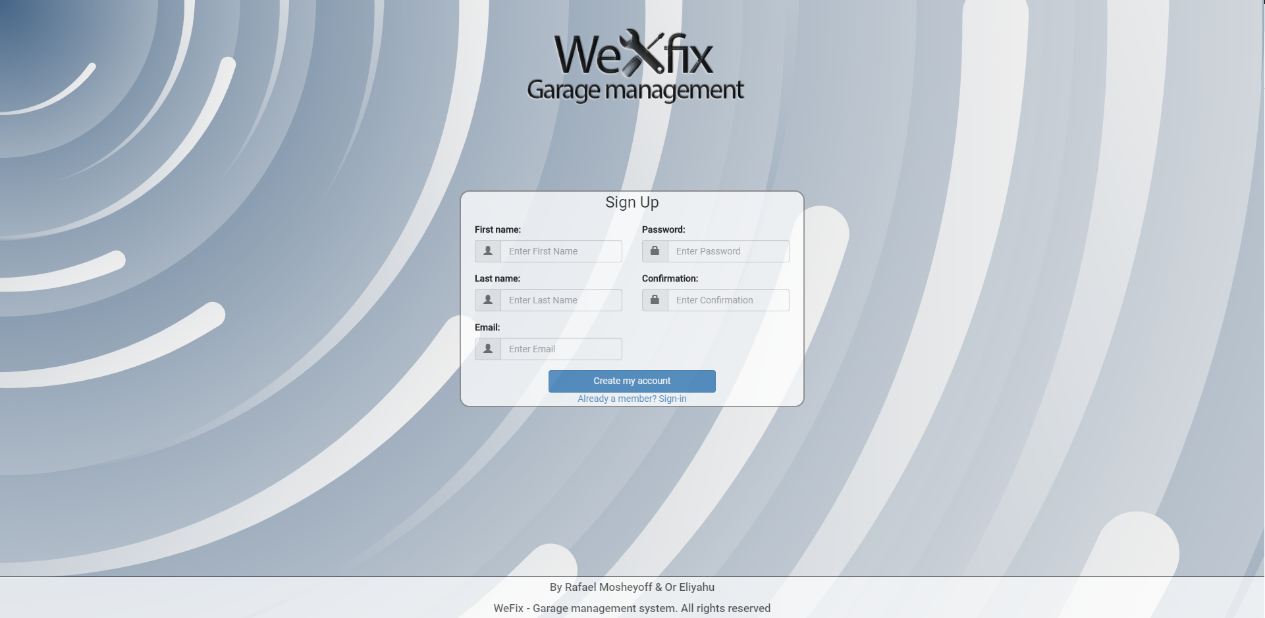 We fix
Garage management
Sign Up
First name:
Enter First Name
Password:
Enter Password
Last name:
Enter Last Name
Confirmation:
Enter Confirmation
Email:
Enter Email
Create my account
Already a member? Sign-in
By Rafael Mosheyoff & Or Eliyahu
WeFix - Garage management system. All rights reserved